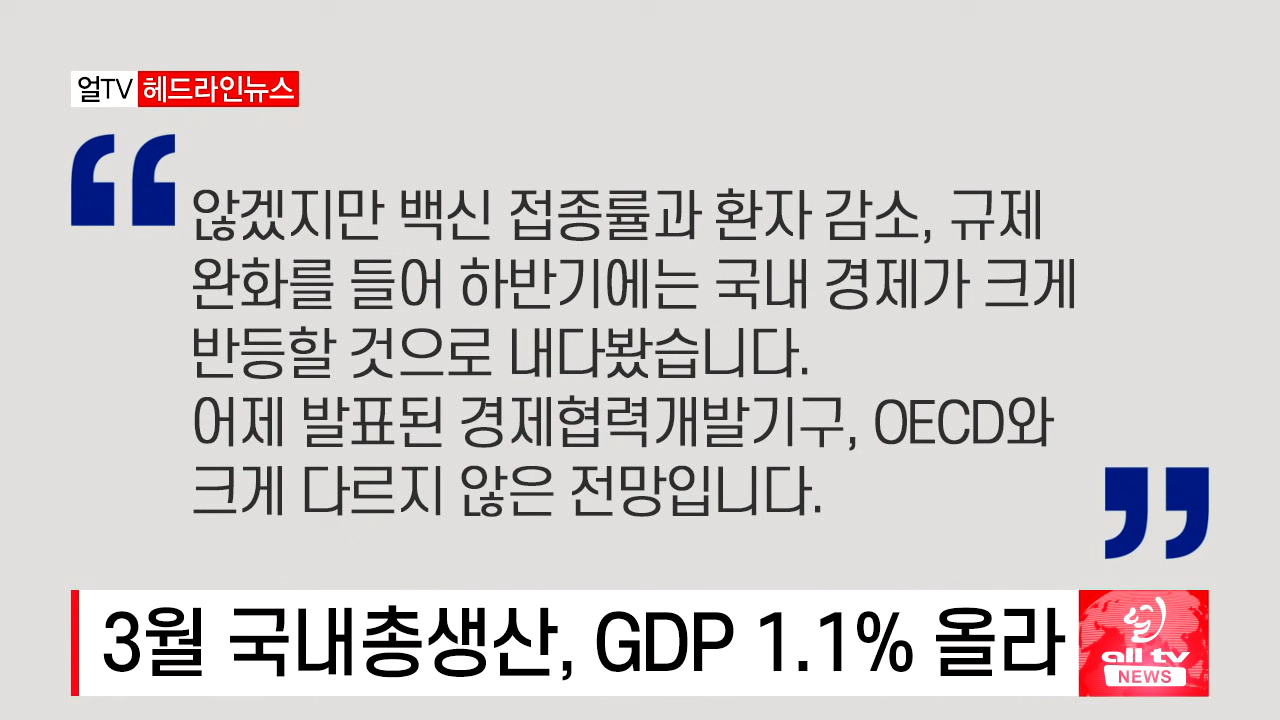 얼TV 헤드라인뉴스
않겠지만 백신 접종률과 환자 감소, 규제
완화를 들어 하반기에는 국내 경제가 크게
반등할 것으로 내다봤습니다.
어제 발표된 경제협력개발기구, OECD와
크게 다르지 않은 전망입니다.
3월 국내총생산, GDP 1.1% 올라
얼
all tv
NEWS